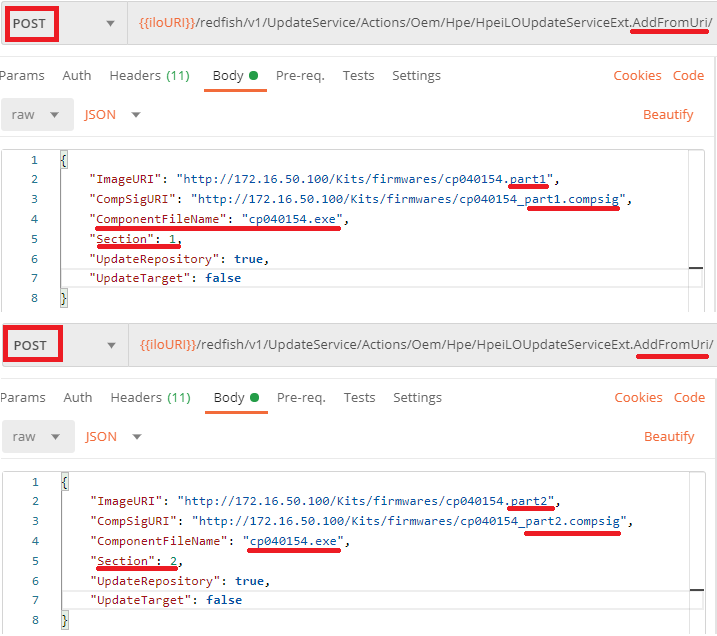 POST {{iloURI}}/redfish/v1/UpdateService/Actions/Oem/Hpe/HpeiLOUpdateServiceExt.AddFromUri/
Params Auth Headers (11) Body Pre-req. Tests Settings Cookies Code
raw JSON Beautify
1 {
2 "ImageURI": "http://172.16.50.100/Kits/firmwares/cp040154.part1",
3 "CompSigURI": "http://172.16.50.100/Kits/firmwares/cp040154_part1.compsig",
4 "ComponentFileName": "cp040154.exe",
5 "Section": 1,
6 "UpdateRepository": true,
7 "UpdateTarget": false
8 }
POST {{iloURI}}/redfish/v1/UpdateService/Actions/Oem/Hpe/HpeiLOUpdateServiceExt.AddFromUri/
Params Auth Headers (11) Body Pre-req. Tests Settings Cookies Code
raw JSON Beautify
1 {
2 "ImageURI": "http://172.16.50.100/Kits/firmwares/cp040154.part2",
3 "CompSigURI": "http://172.16.50.100/Kits/firmwares/cp040154_part2.compsig",
4 "ComponentFileName": "cp040154.exe",
5 "Section": 2,
6 "UpdateRepository": true,
7 "UpdateTarget": false
8 }